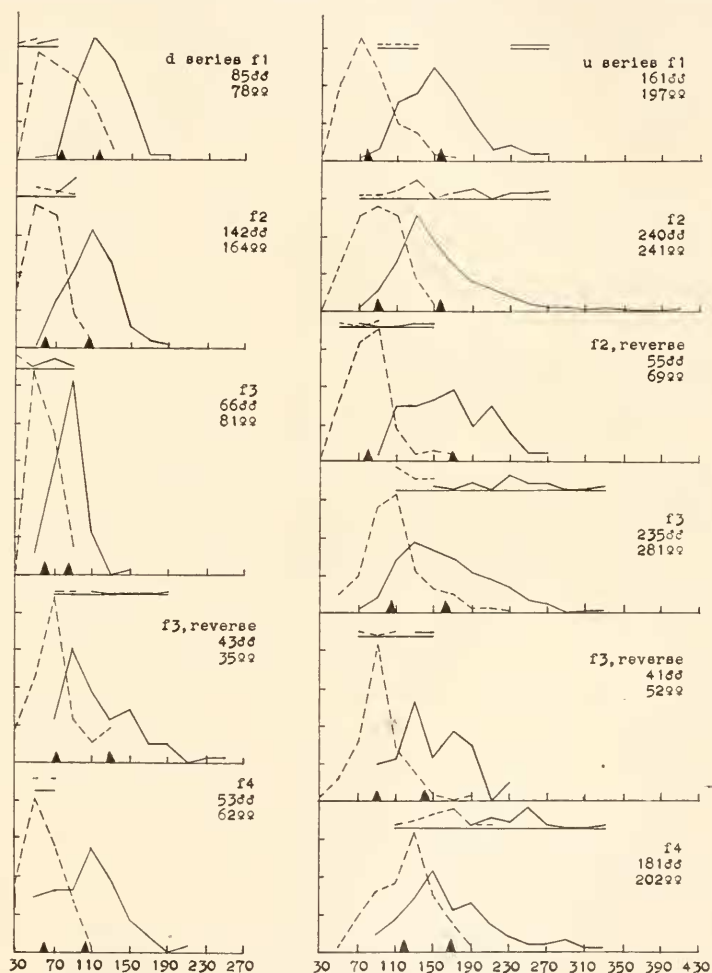 d series f1
85♂♂
78♀♀
f2
142♂♂
164♀♀
f3
66♂♂
81♀♀
f3, reverse
43♂♂
35♀♀
f4
53♂♂
62♀♀
30 70 110 150 190 230 270
u series f1
161♂♂
197♀♀
f2
240♂♂
241♀♀
f2, reverse
55♂♂
69♀♀
f3
235♂♂
281♀♀
f3, reverse
41♂♂
52♀♀
f4
181♂♂
202♀♀
30 70 110 150 190 230 270 310 350 390 430